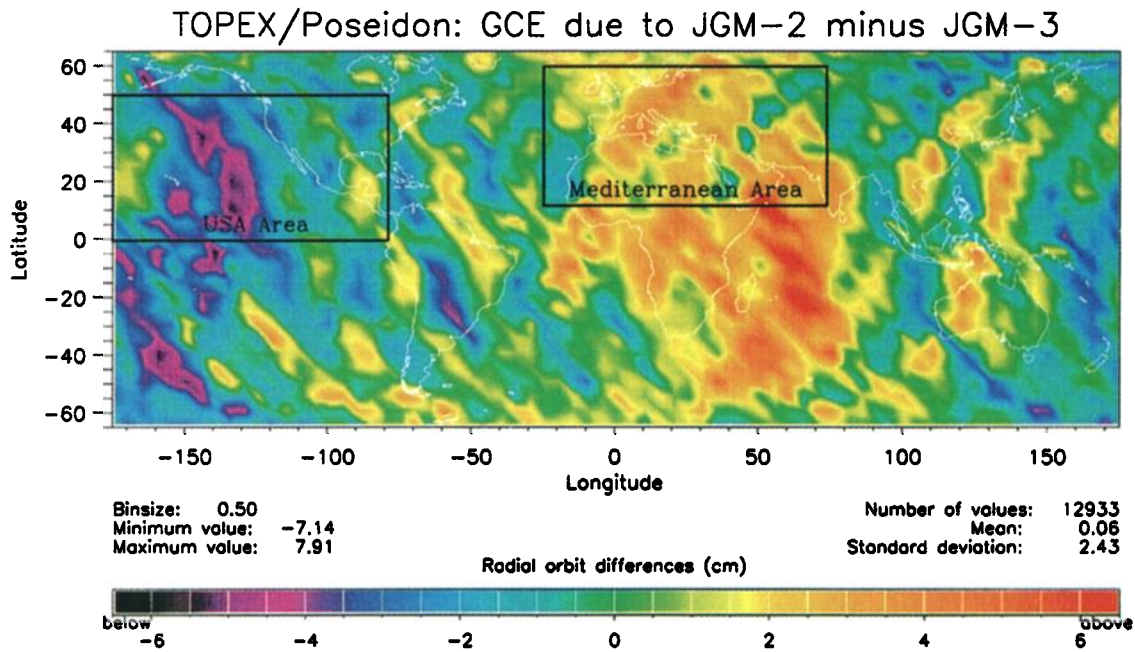 TOPEX/Poseidon: GCE due to JGM-2 minus JGM-3
60
40
20
0
-20
-40
-60
Latitude
USA Area
Mediterranean Area
-150 -100 -50 0 50 100 150
Longitude
Binsize: 0.50
Minimum value: -7.14
Maximum value: 7.91
Number of values: 12933
Mean: 0.06
Standard deviation: 2.43
Radial orbit differences (cm)
below above
-6 -4 -2 0 2 4 6